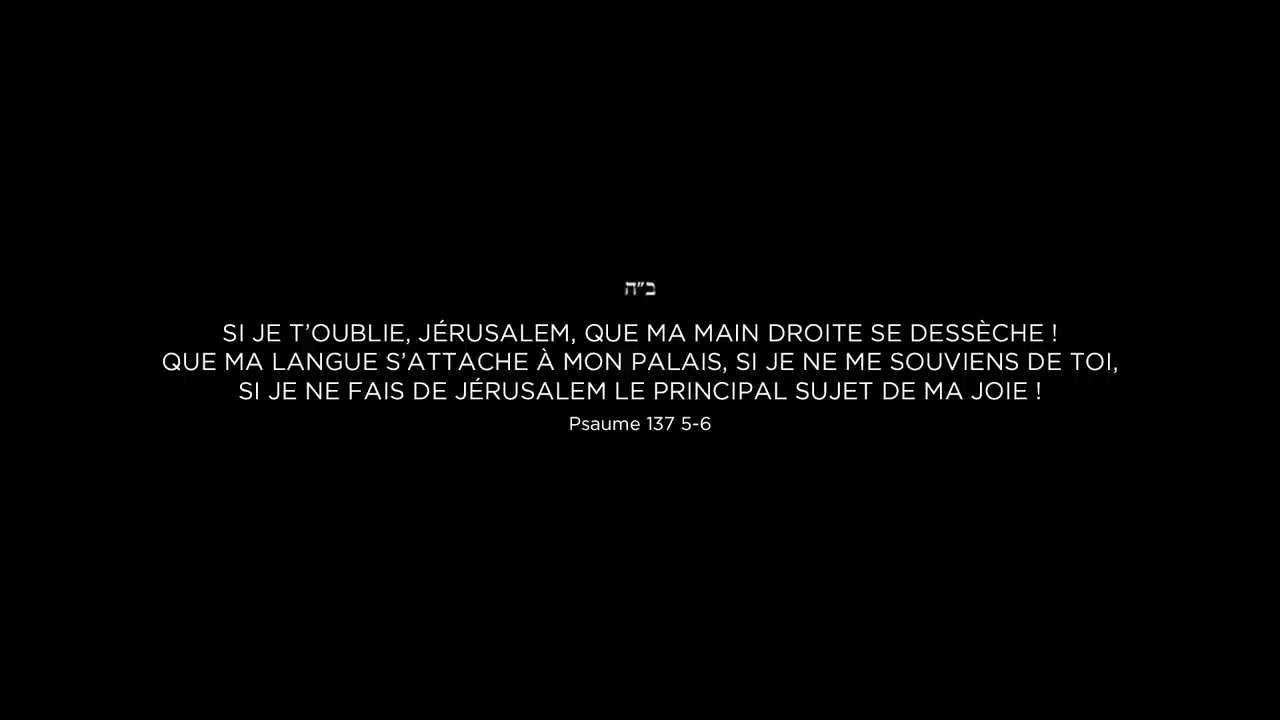 ב״ה
SI JE T’OUBLIE, JÉRUSALEM, QUE MA MAIN DROITE SE DESSÈCHE !
QUE MA LANGUE S’ATTACHE À MON PALAIS, SI JE NE ME SOUVIENS DE TOI,
SI JE NE FAIS DE JÉRUSALEM LE PRINCIPAL SUJET DE MA JOIE !
Psaume 137 5-6